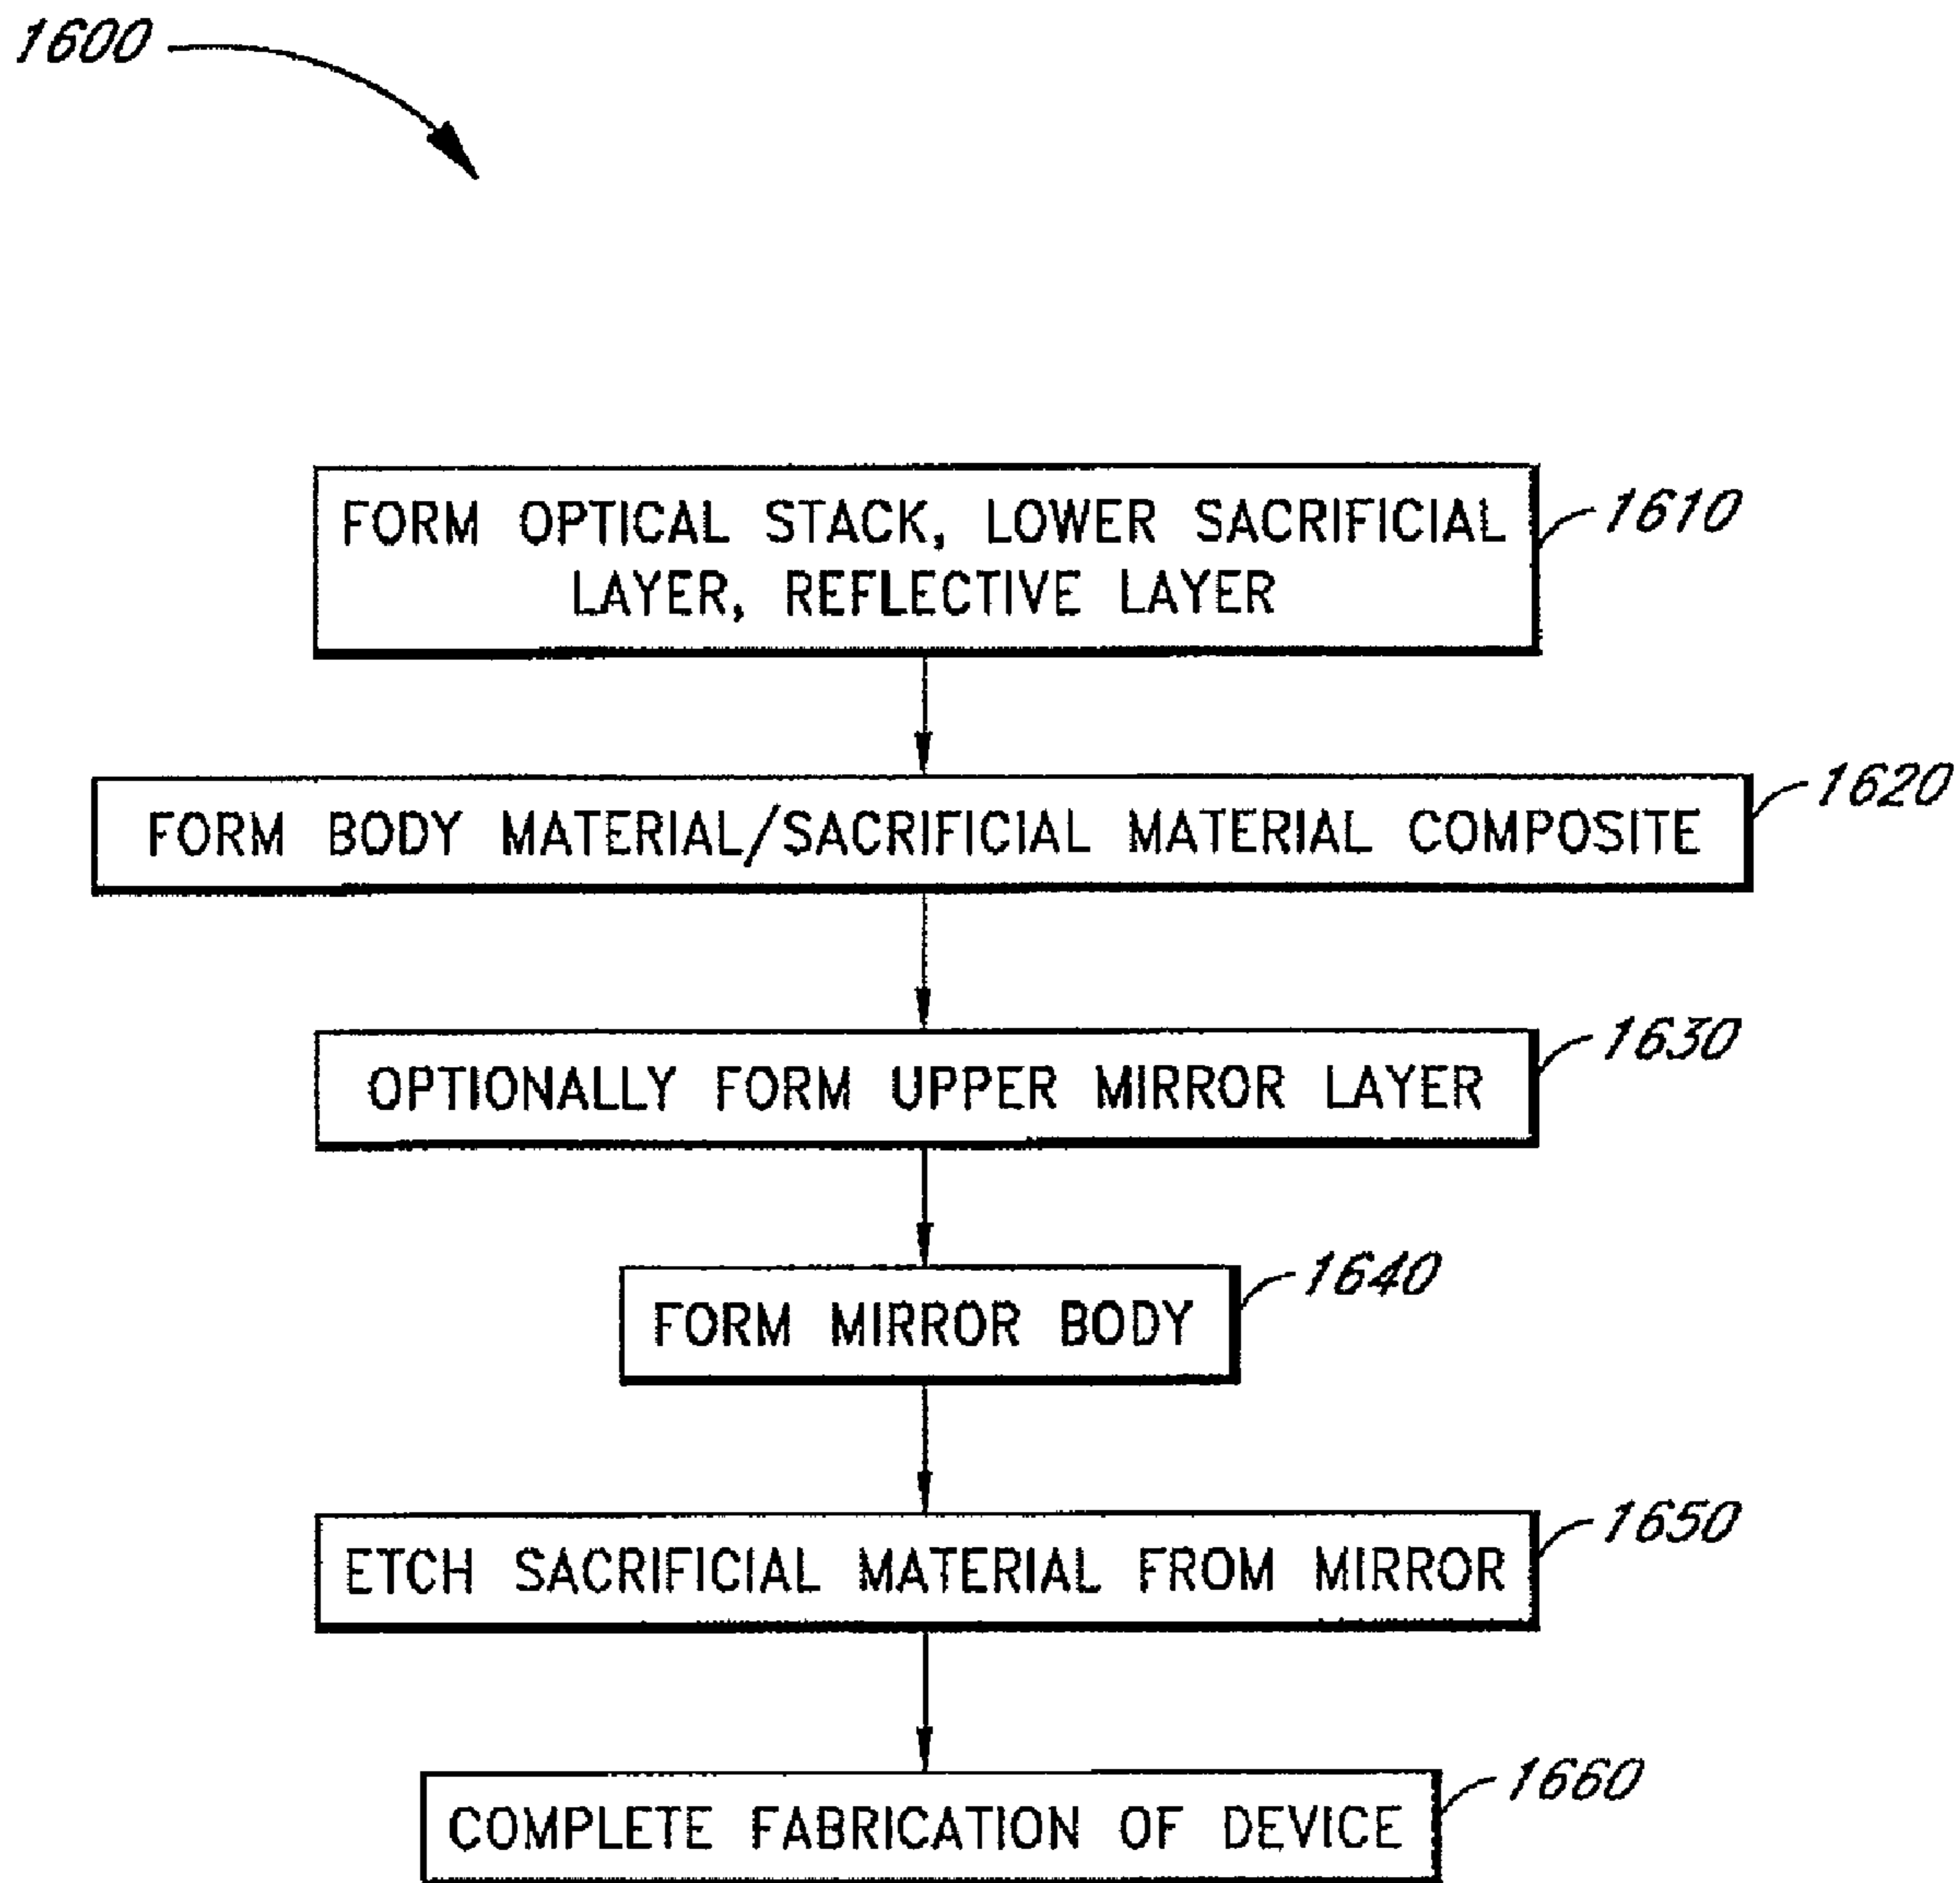 1600
FORM OPTICAL STACK, LOWER SACRIFICIAL
LAYER, REFLECTIVE LAYER
1610
FORM BODY MATERIAL/SACRIFICIAL MATERIAL COMPOSITE
1620
OPTIONALLY FORM UPPER MIRROR LAYER
1630
FORM MIRROR BODY
1640
ETCH SACRIFICIAL MATERIAL FROM MIRROR
1650
COMPLETE FABRICATION OF DEVICE
1660